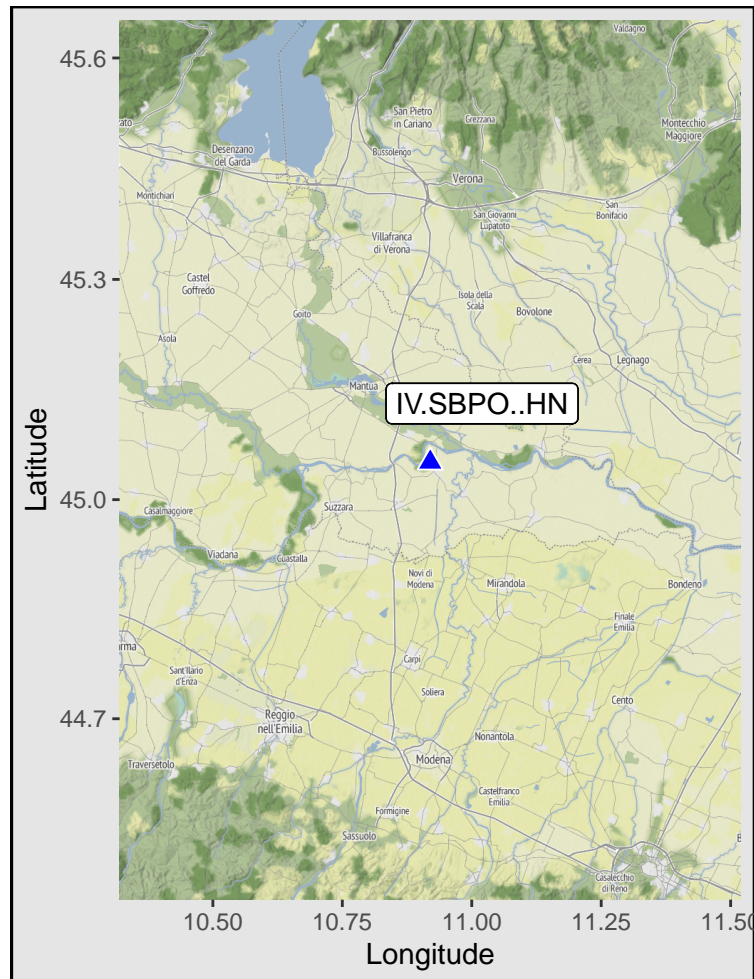 Valdagno
45.6
San Pietro
in Cariano
Grezzana
Montecchio
Maggiore
Desenzano
del Garda
Bussolengo
Verona
Montichiari
San Giovanni
Lupatoto
San
Bonifacio
Villafranca
di Verona
45.3
Castel
Goffredo
Isola della
Scala
Bovolone
Goito
Asola
Cerea
Legnago
Mantua
IV.SBPO..HN
Latitude
45.0
Casalmaggiore
Suzzara
Viadana
Guastalla
Novi di
Modena
Mirandola
Bondeno
Finale
Emilia
Carpi
Sant'Ilario
d'Enza
Soliera
Cento
44.7
Reggio
nell'Emilia
Nonantola
Traversetolo
Modena
Castelfranco
Emilia
Formigine
Sassuolo
Casalecchio
di Reno
10.50
10.75
11.00
11.25
11.50
Longitude